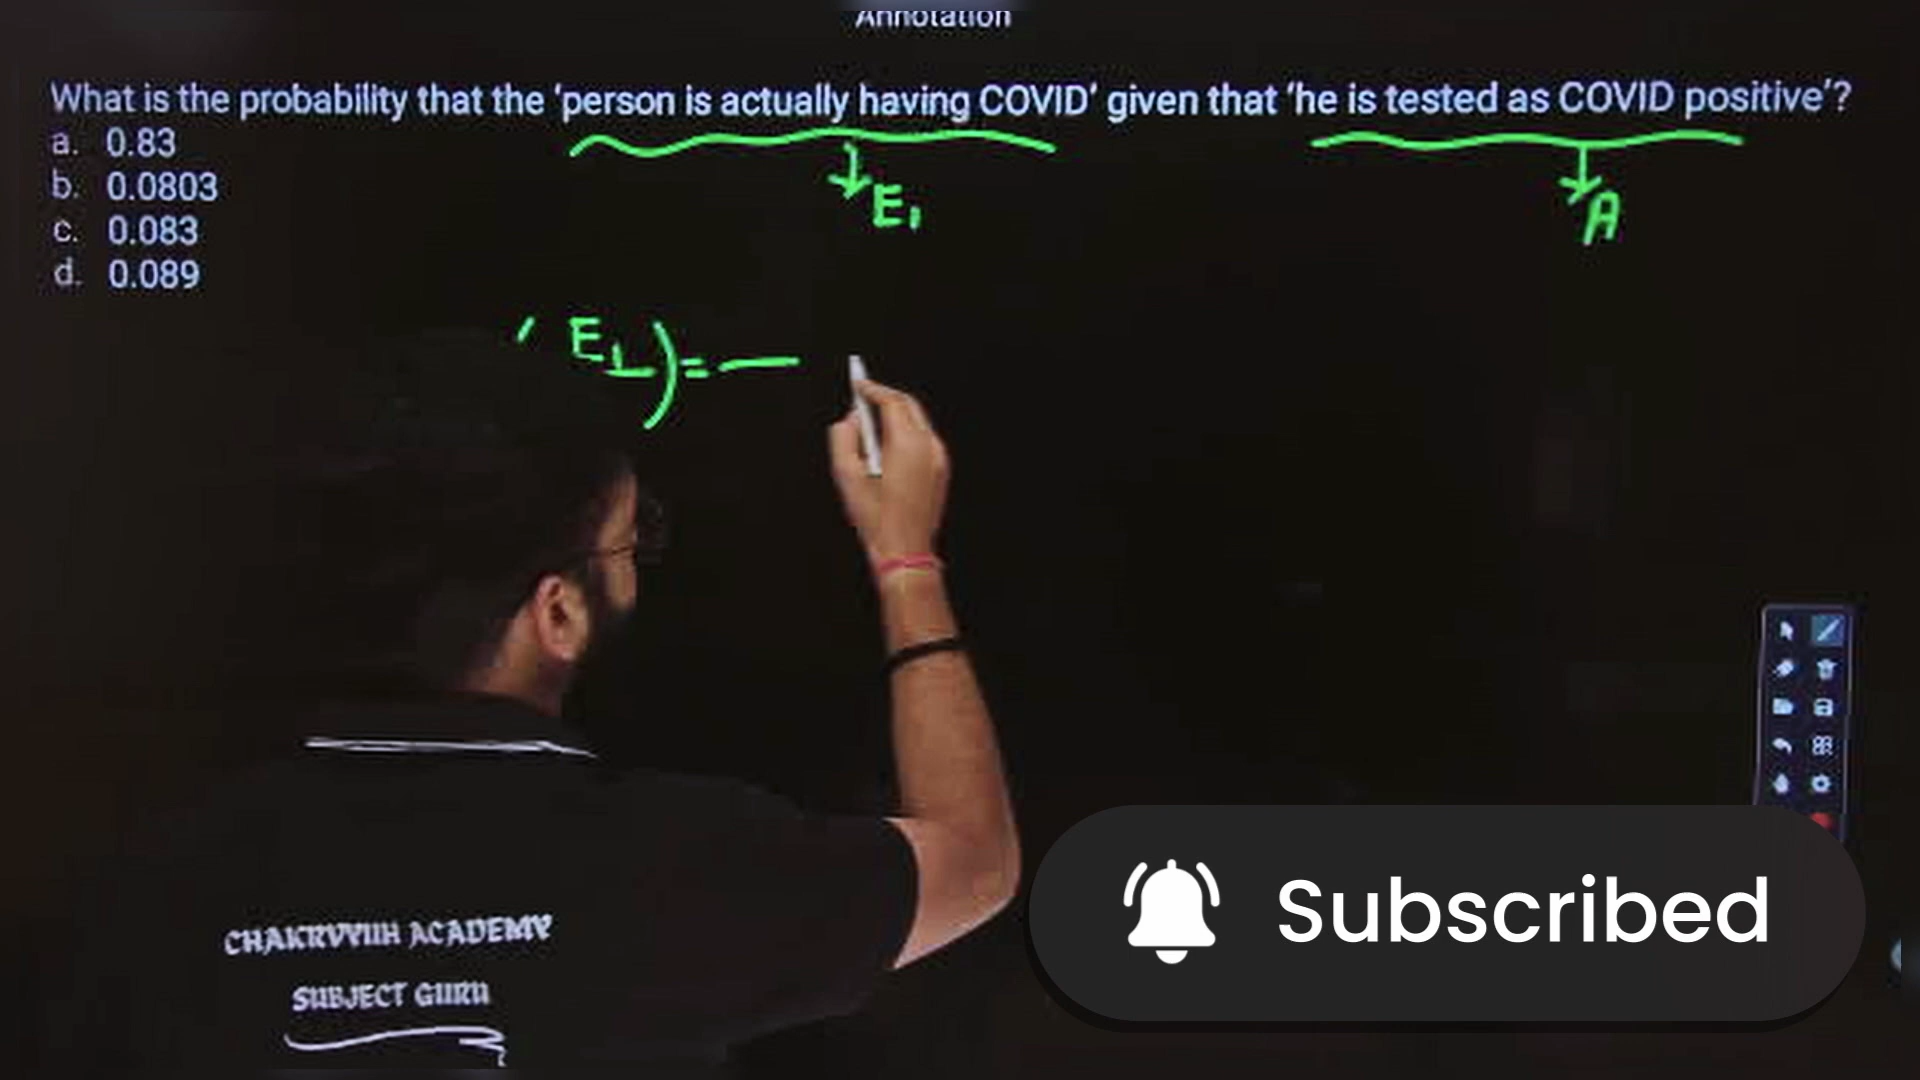 Annotation
What is the probability that the ‘person is actually having COVID’ given that ‘he is tested as COVID positive’?
a. 0.83
b. 0.0803
c. 0.083
d. 0.089
E₁
A
E₁)=
CHAKRVYUH ACADEMY
SUBJECT GURU
Subscribed